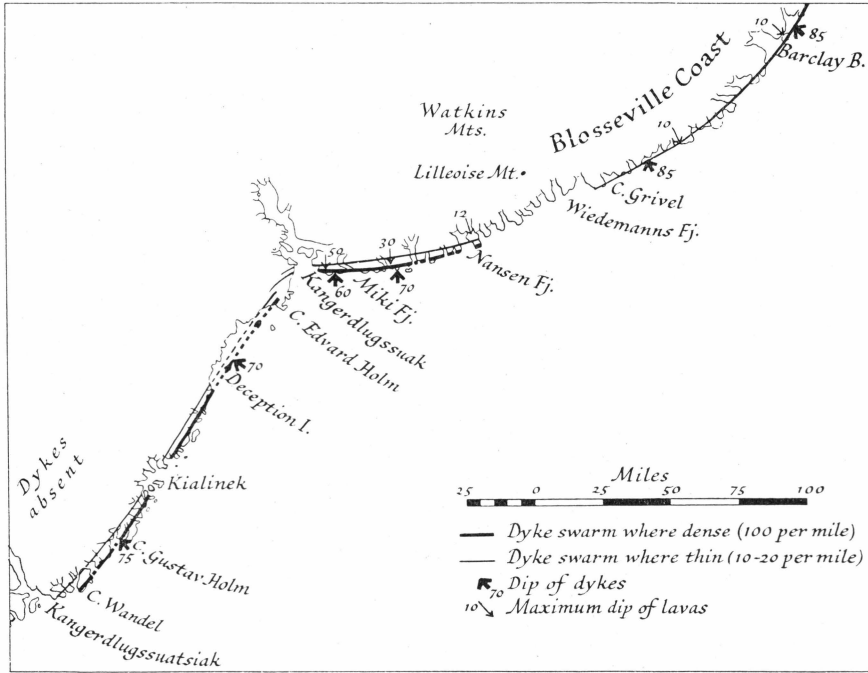 10
85
Barclay B.
Blosseville Coast
Watkins
Mts.
10
Lilleoise Mt.
85
C. Grivel
Wiedemanns Fj.
12
Nansen Fj.
50
30
60
70
Miki Fj.
Kangerdlugssuak
C. Edvard Holm
70
Deception I.
Dykes
absent
Kialinek
75
C. Gustav Holm
C. Wandel
Kangerdlugssuatsiak
Miles
25 0 25 50 75 100
Dyke swarm where dense (100 per mile)
Dyke swarm where thin (10-20 per mile)
70 Dip of dykes
10 Maximum dip of lavas